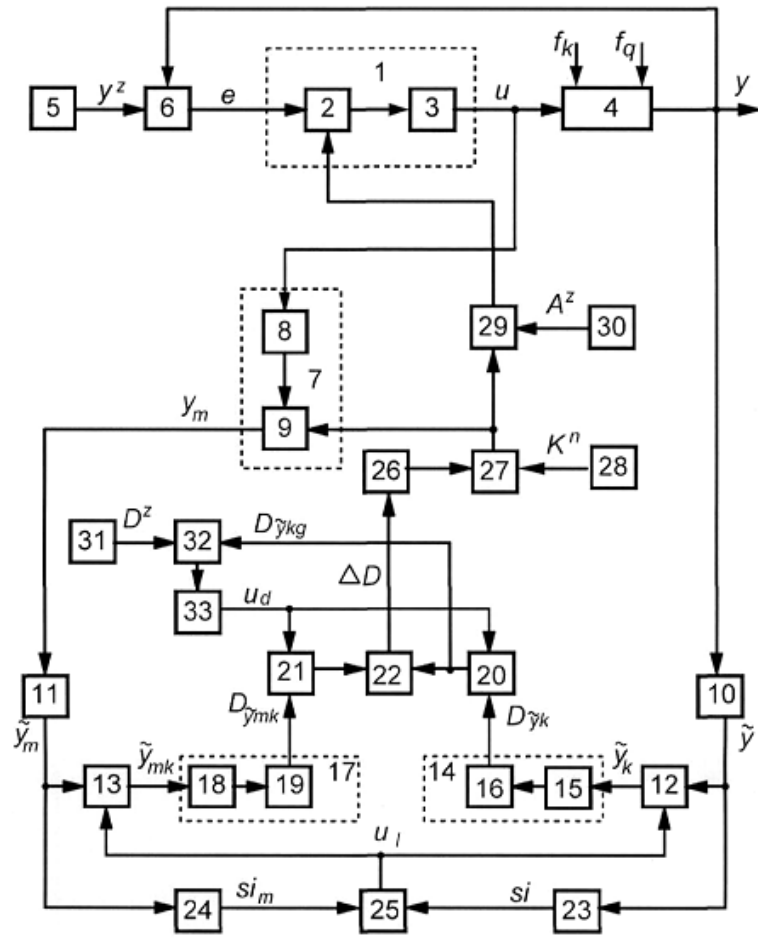 f_k f_q
1
5 y^z 6 e 2 3 u 4 y
29 A^z 30
8
7
y_m 9
26 27 K^n 28
31 D^z 32 D_ỹkg
△D
33 u_d
21 22 20
11 10
D_ỹmk D_ỹk
ỹ_m ỹ
13 ỹ_mk 18 19 17 14 16 15 ỹ_k 12
u_l
24 si_m 25 si 23